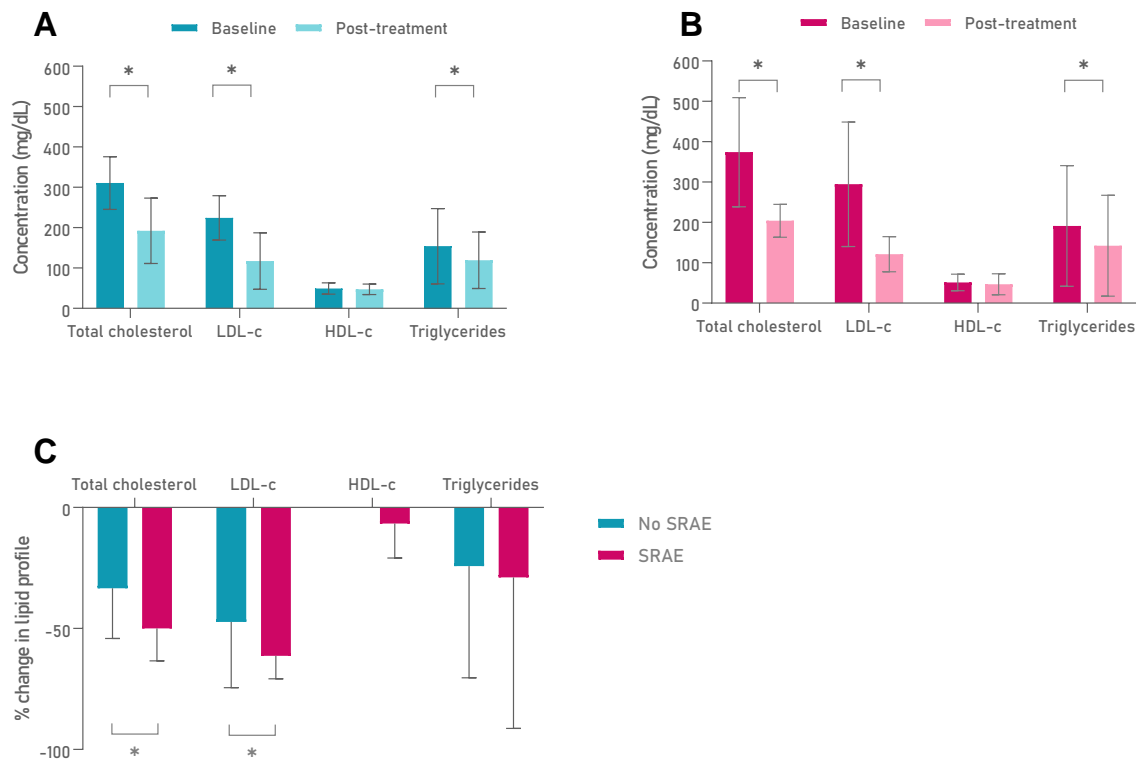 A
Baseline Post-treatment
Concentration (mg/dL)
600
500
400
300
200
100
0
* * *
Total cholesterol LDL-c HDL-c Triglycerides
B
Baseline Post-treatment
Concentration (mg/dL)
600
500
400
300
200
100
0
* * *
Total cholesterol LDL-c HDL-c Triglycerides
C
Total cholesterol LDL-c HDL-c Triglycerides
% change in lipid profile
0
-50
-100
* *
No SRAE
SRAE